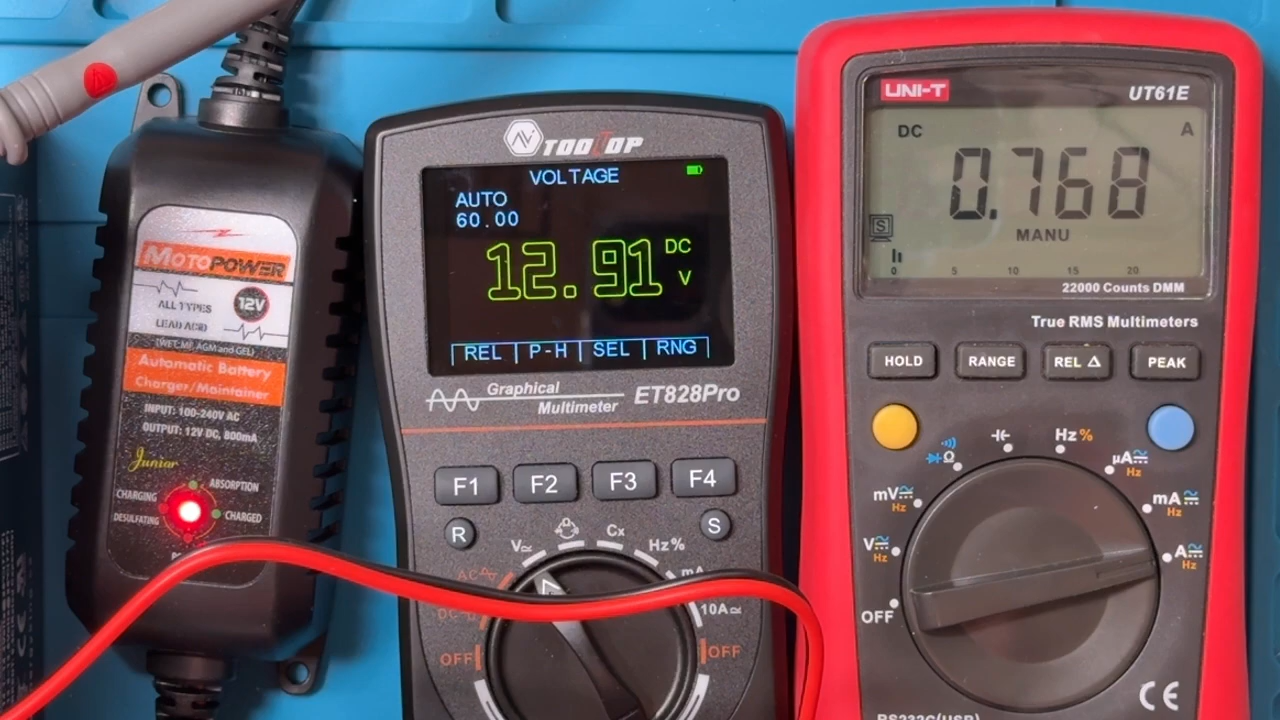 MOTOPOWER
ALL TYPES
12V
LEAD ACID
(WET, MF, AGM and GEL)
Automatic Battery
Charger/Maintainer
INPUT: 100-240V AC
OUTPUT: 12V DC, 800mA
Junior
ABSORPTION
CHARGING
CHARGED
DESULFATING
TOOLTOP
VOLTAGE
AUTO
60.00
12.91 DC V
REL P-H SEL RNG
Graphical
Multimeter
ET828Pro
F1 F2 F3 F4
R S
V Cx Hz%
mA
10A
OFF OFF
UNI-T
UT61E
DC A
0.768
S
MANU
0 5 10 15 20
22000 Counts DMM
True RMS Multimeters
HOLD RANGE REL Δ PEAK
Hz%
Ω
µA
Hz
mV
Hz
mA
Hz
V
Hz
A
Hz
OFF
CE
RS232C(USB)